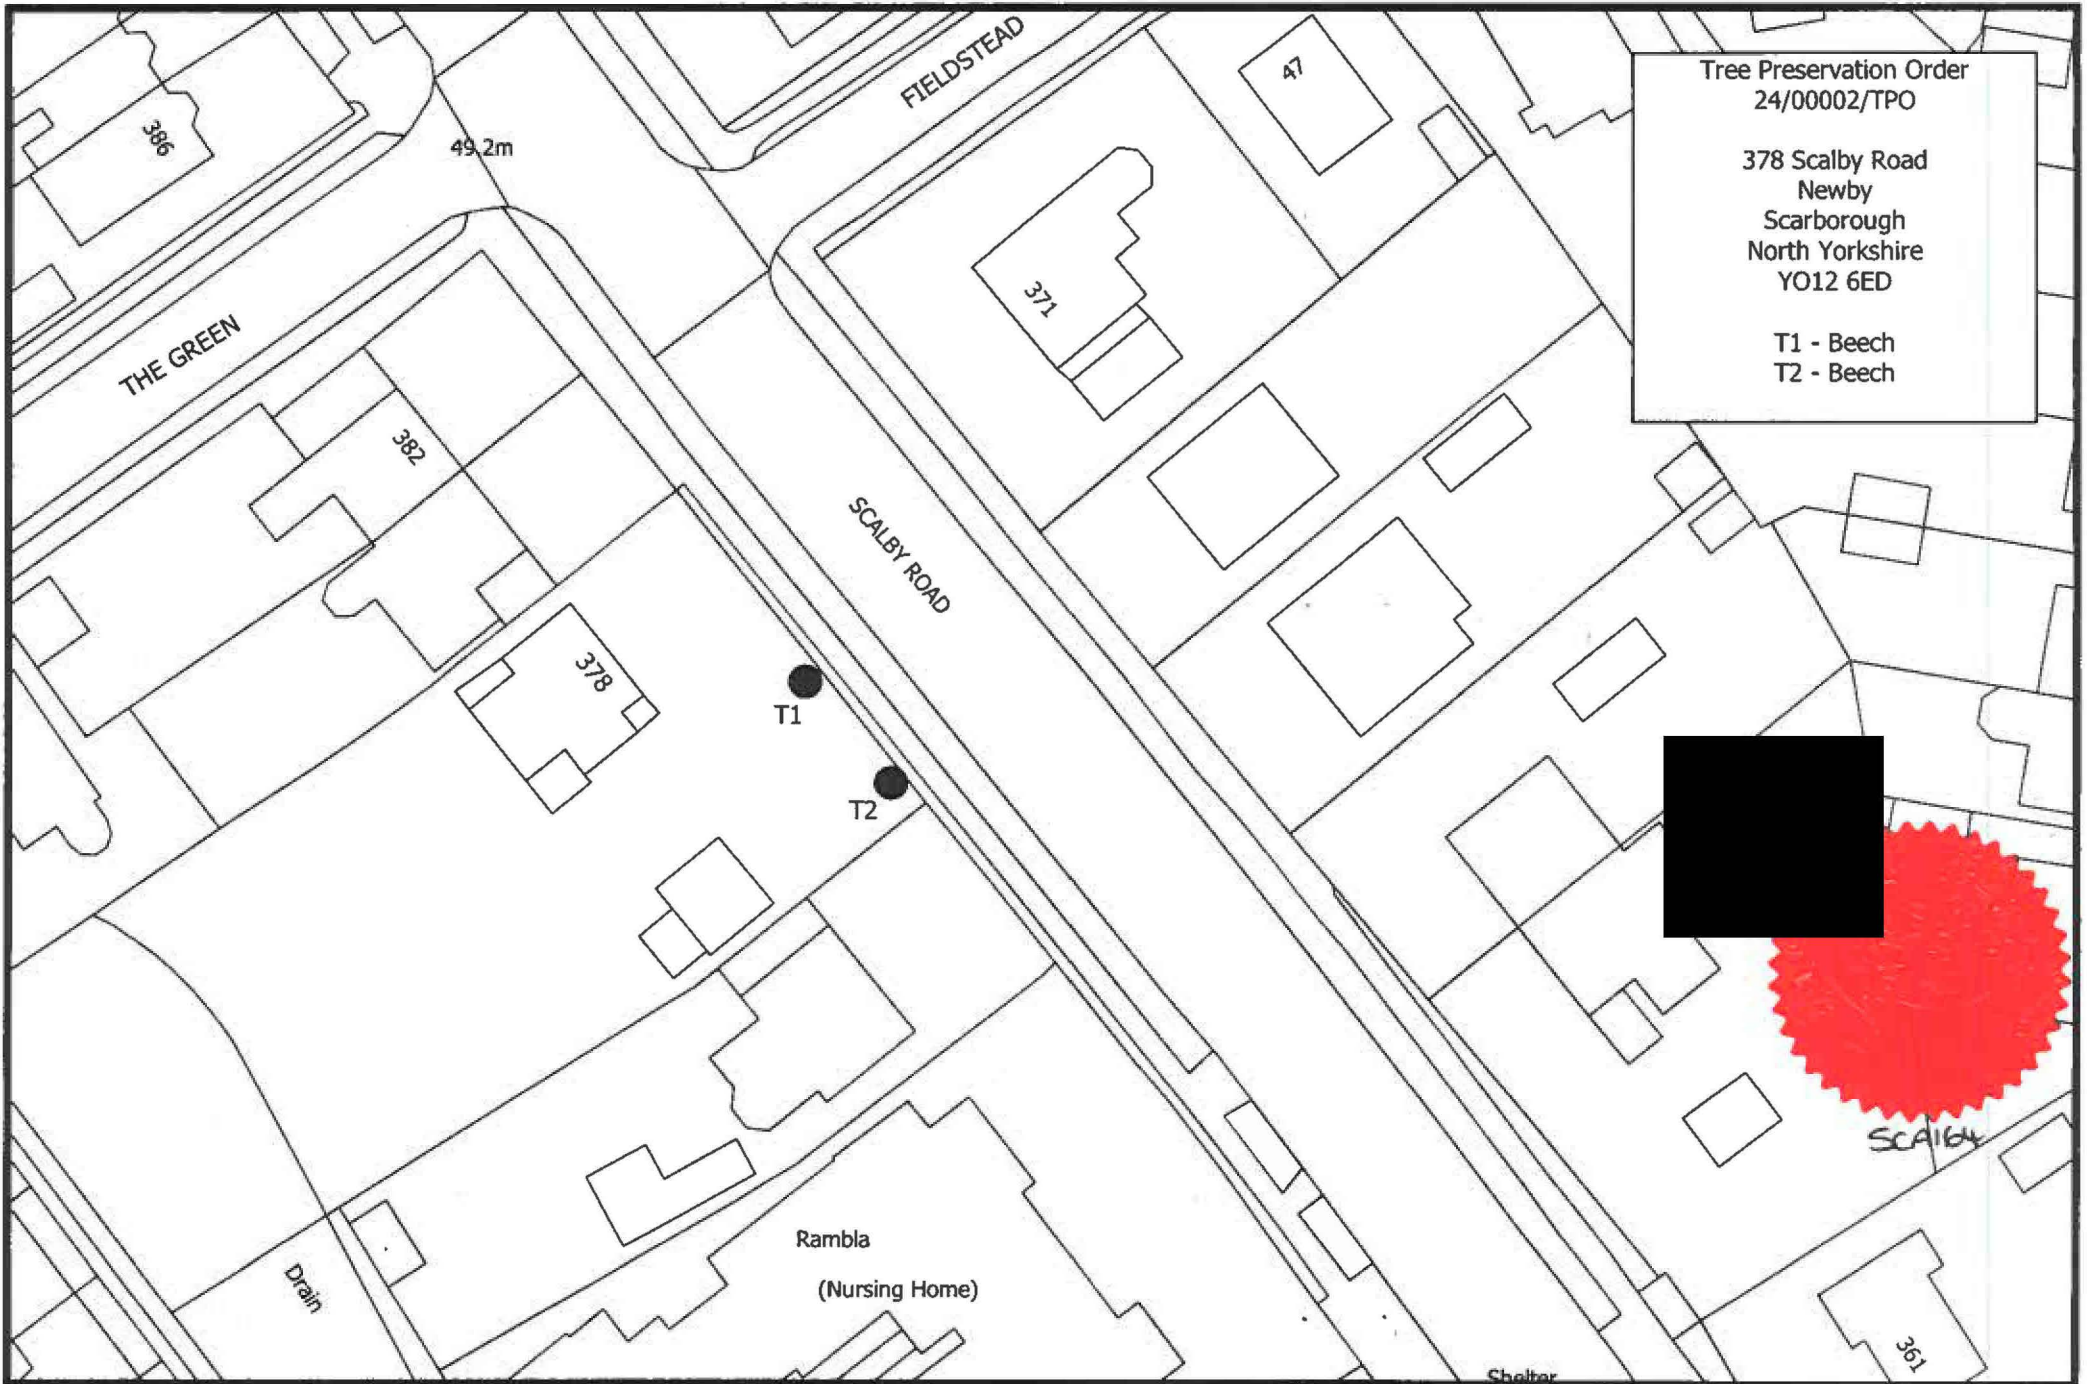 FIELDSTEAD
47
Tree Preservation Order
24/00002/TPO
378 Scalby Road
Newby
Scarborough
North Yorkshire
YO12 6ED
T1 - Beech
T2 - Beech
386
49.2m
371
THE GREEN
382
SCALBY ROAD
378
T1
T2
SCA164
Rambla
(Nursing Home)
Drain
361
Shelter